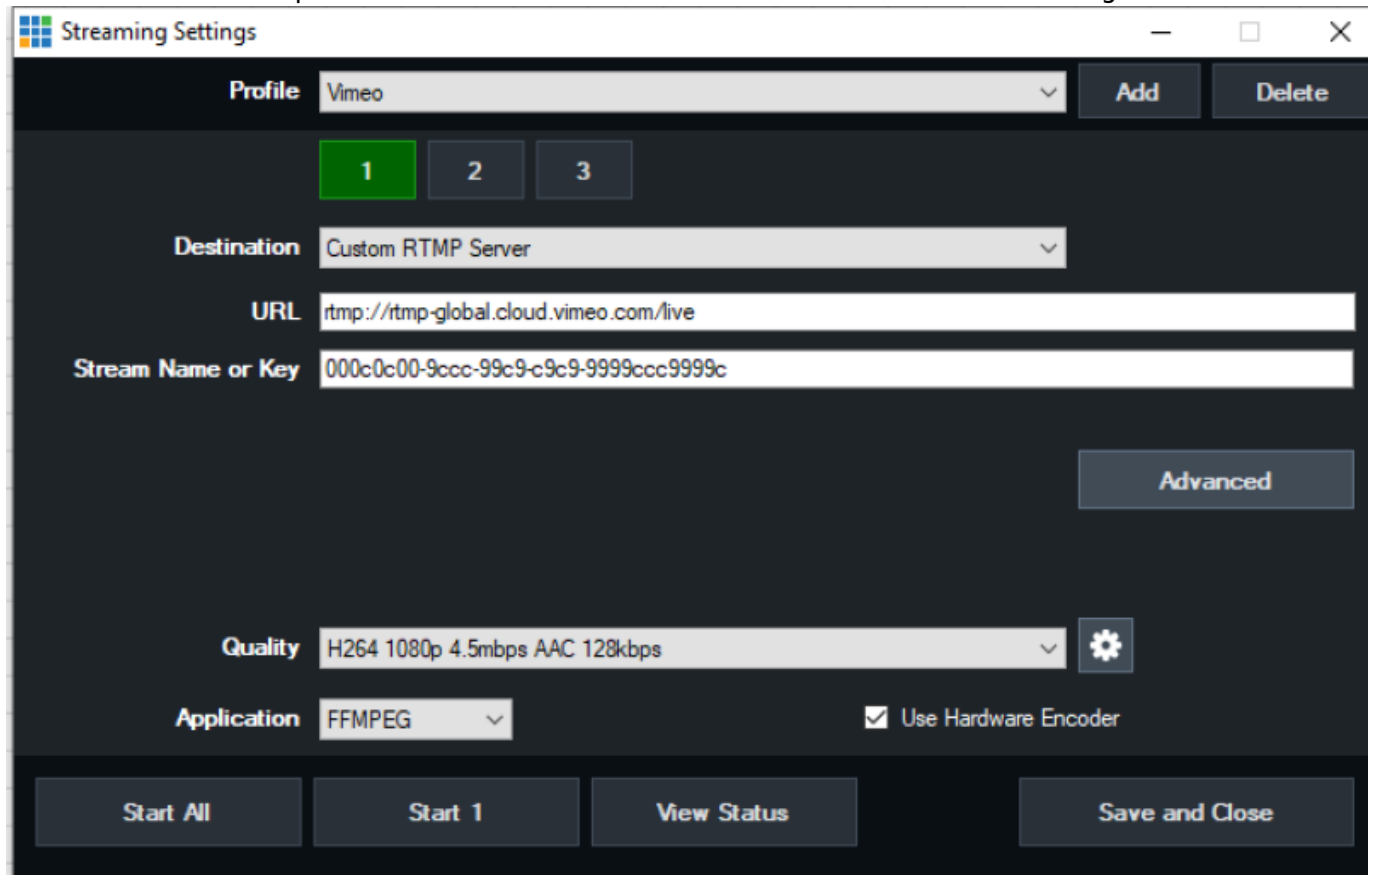 Streaming Settings
Profile Vimeo Add Delete
1 2 3
Destination Custom RTMP Server
URL rtmp://rtmp-global.cloud.vimeo.com/live
Stream Name or Key 000c0c00-9ccc-99c9-c9c9-9999ccc9999c
Advanced
Quality H264 1080p 4.5mbps AAC 128kbps
Application FFMPEG Use Hardware Encoder
Start All Start 1 View Status Save and Close